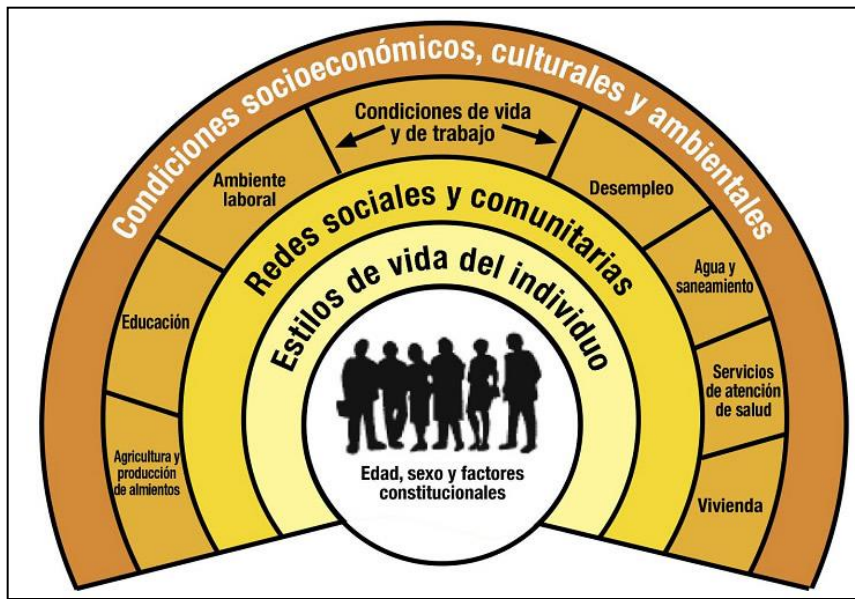 Condiciones socioeconómicos, culturales y ambientales
Condiciones de vida
y de trabajo
Ambiente
laboral
Desempleo
Educación
Agua y
saneamiento
Agricultura y
producción
de almientos
Servicios
de atención
de salud
Vivienda
Redes sociales y comunitarias
Estilos de vida del individuo
Edad, sexo y factores
constitucionales